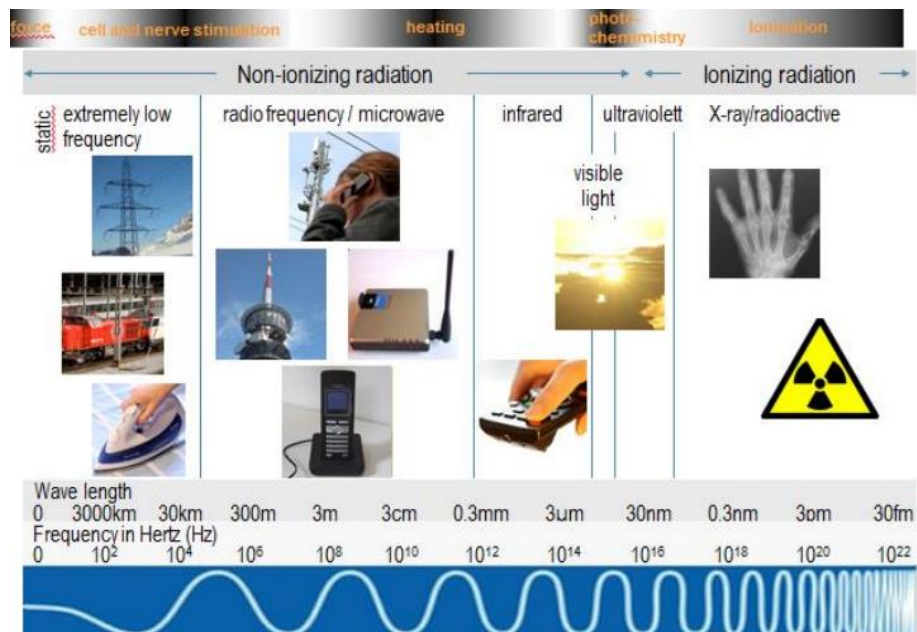 force cell and nerve stimulation heating photo- chemmistry Ionisation
Non-ionizing radiation Ionizing radiation
static extremely low frequency radio frequency / microwave infrared ultraviolett X-ray/radioactive
visible light
Wave length
0 3000km 30km 300m 3m 3cm 0.3mm 3um 30nm 0.3nm 3pm 30fm
Frequency in Hertz (Hz)
0 10² 10⁴ 10⁶ 10⁸ 10¹⁰ 10¹² 10¹⁴ 10¹⁶ 10¹⁸ 10²⁰ 10²²